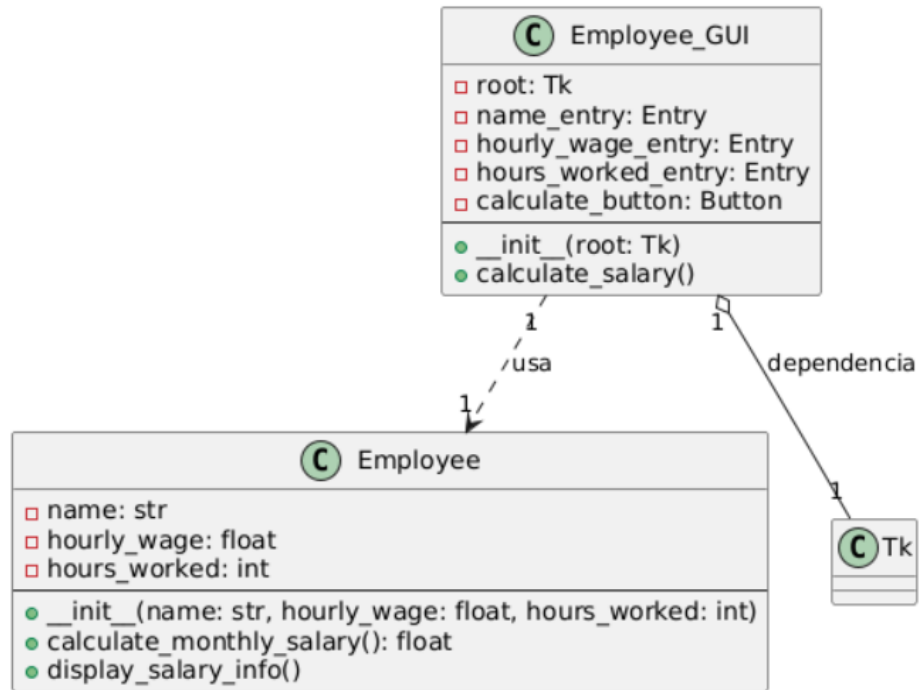 C Employee_GUI
root: Tk
name_entry: Entry
hourly_wage_entry: Entry
hours_worked_entry: Entry
calculate_button: Button
__init__(root: Tk)
calculate_salary()
1
1
usa
dependencia
1
1
C Employee
name: str
hourly_wage: float
hours_worked: int
__init__(name: str, hourly_wage: float, hours_worked: int)
calculate_monthly_salary(): float
display_salary_info()
C Tk